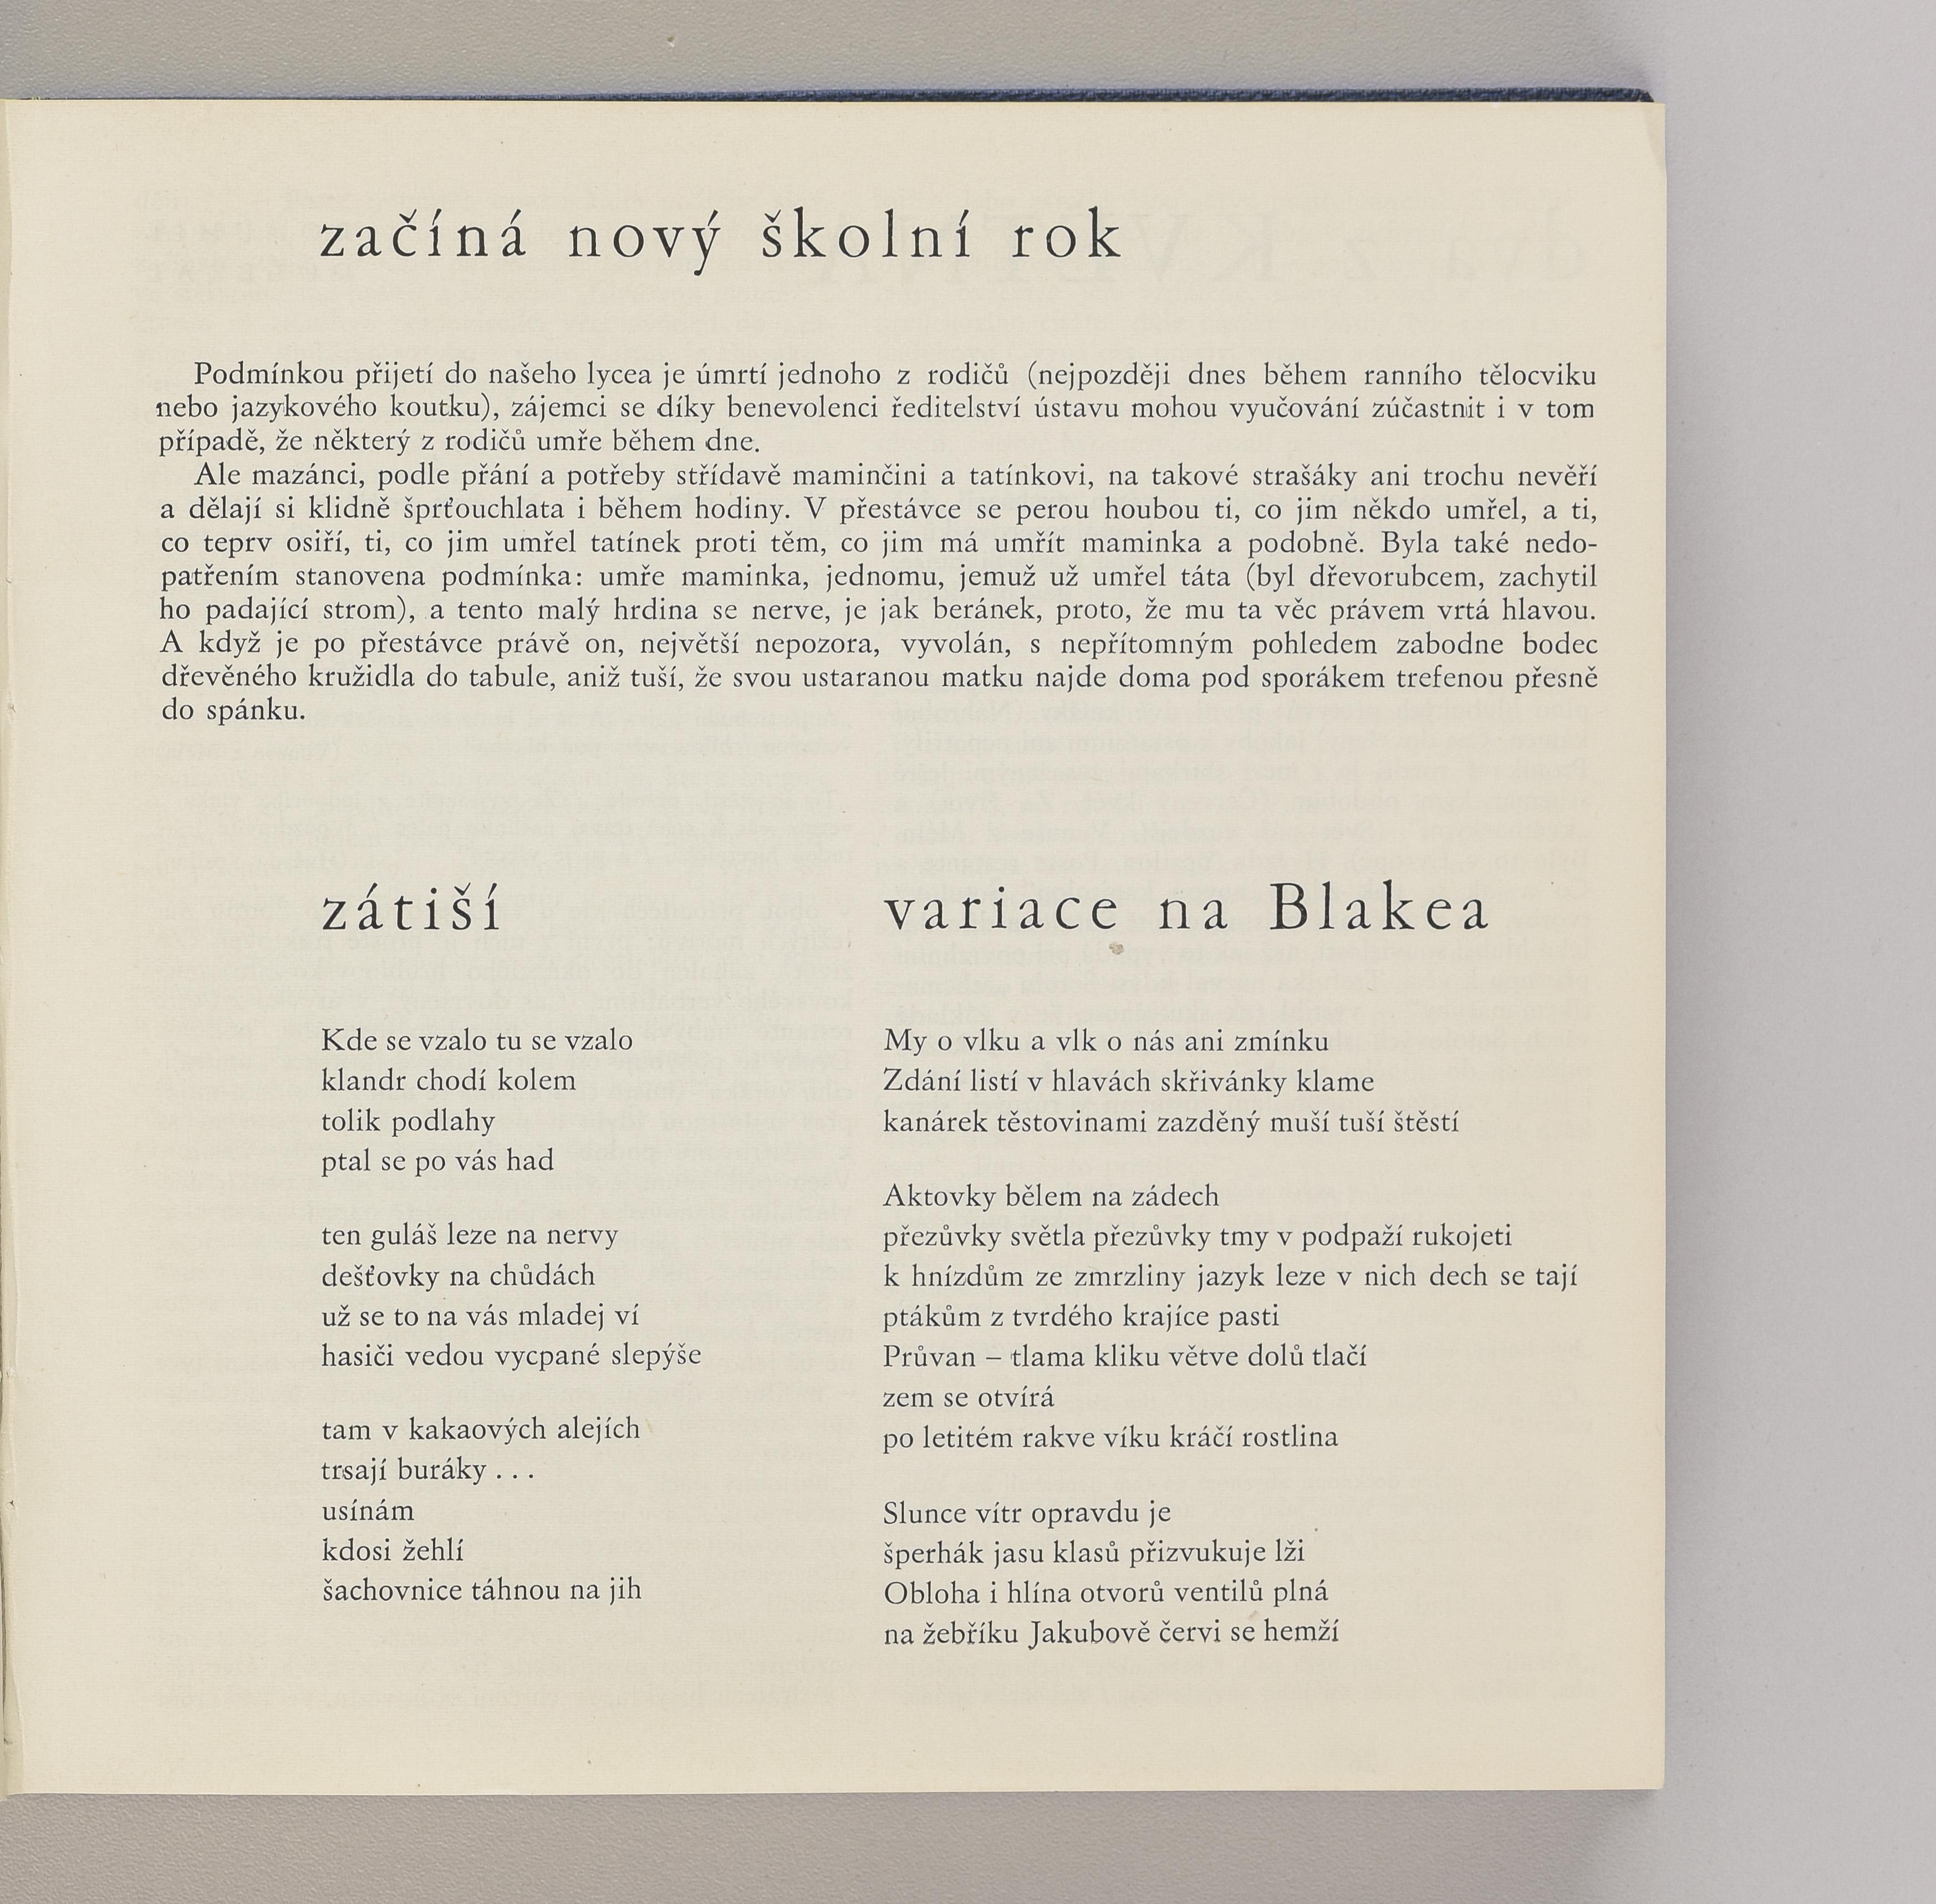 začíná nový školní rok
Podmínkou přijetí do našeho lycea je úmrtí jednoho z rodičů (nejpozději dnes během ranního tělocviku
nebo jazykového koutku), zájemci se díky benevolenci ředitelství ústavu mohou vyučování zúčastnit i v tom
případě, že některý z rodičů umře během dne.
Ale mazánci, podle přání a potřeby střídavě maminčini a tatínkovi, na takové strašáky ani trochu nevěří
a dělají si klidně šprťouchlata i během hodiny. V přestávce se perou houbou ti, co jim někdo umřel, a ti,
co teprv osiří, ti, co jim umřel tatínek proti těm, co jim má umřít maminka a podobně. Byla také nedo-
patřením stanovena podmínka: umře maminka, jednomu, jemuž už umřel táta (byl dřevorubcem, zachytil
ho padající strom), a tento malý hrdina se nerve, je jak beránek, proto, že mu ta věc právem vrtá hlavou.
A když je po přestávce právě on, největší nepozora, vyvolán, s nepřítomným pohledem zabodne bodec
dřevěného kružidla do tabule, aniž tuší, že svou ustaranou matku najde doma pod sporákem trefenou přesně
do spánku.
zátiší
Kde se vzalo tu se vzalo
klandr chodí kolem
tolik podlahy
ptal se po vás had
ten guláš leze na nervy
dešťovky na chůdách
už se to na vás mladej ví
hasiči vedou vycpané slepýše
tam v kakaových alejích
trsají buráky . . .
usínám
kdosi žehlí
šachovnice táhnou na jih
variace na Blakea
My o vlku a vlk o nás ani zmínku
Zdání listí v hlavách skřivánky klame
kanárek těstovinami zazděný muší tuší štěstí
Aktovky bělem na zádech
přezůvky světla přezůvky tmy v podpaží rukojeti
k hnízdům ze zmrzliny jazyk leze v nich dech se tají
ptákům z tvrdého krajíce pasti
Průvan – tlama kliku větve dolů tlačí
zem se otvírá
po letitém rakve víku kráčí rostlina
Slunce vítr opravdu je
šperhák jasu klasů přizvukuje lži
Obloha i hlína otvorů ventilů plná
na žebříku Jakubově červi se hemží